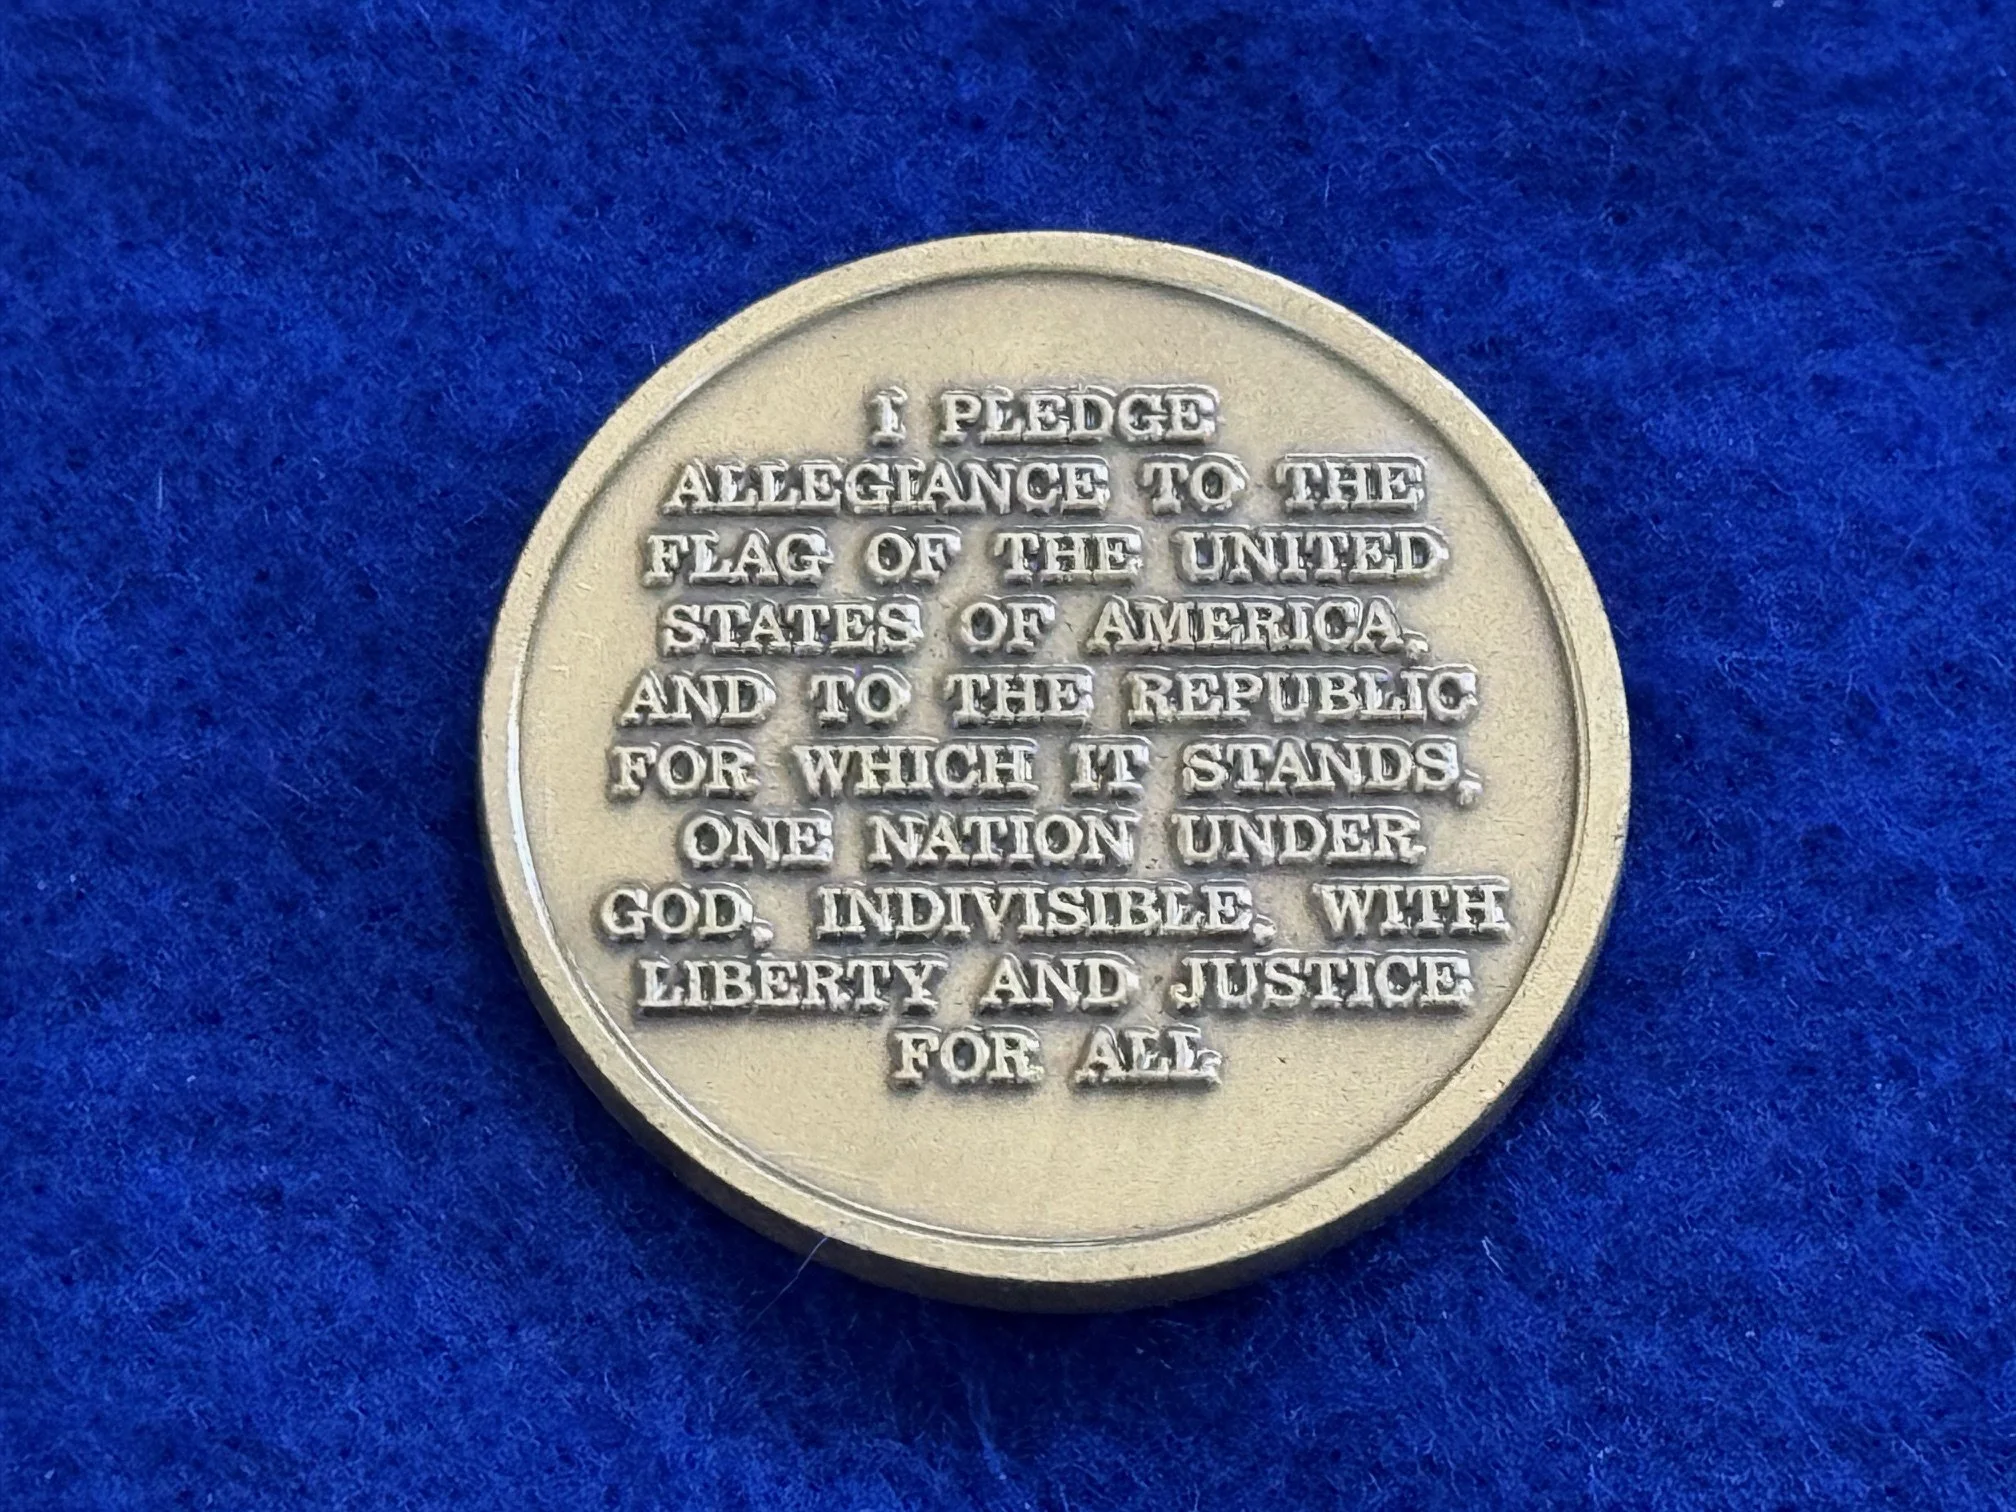 I PLEDGE
ALLEGIANCE TO THE
FLAG OF THE UNITED
STATES OF AMERICA,
AND TO THE REPUBLIC
FOR WHICH IT STANDS,
ONE NATION UNDER
GOD, INDIVISIBLE, WITH
LIBERTY AND JUSTICE
FOR ALL.